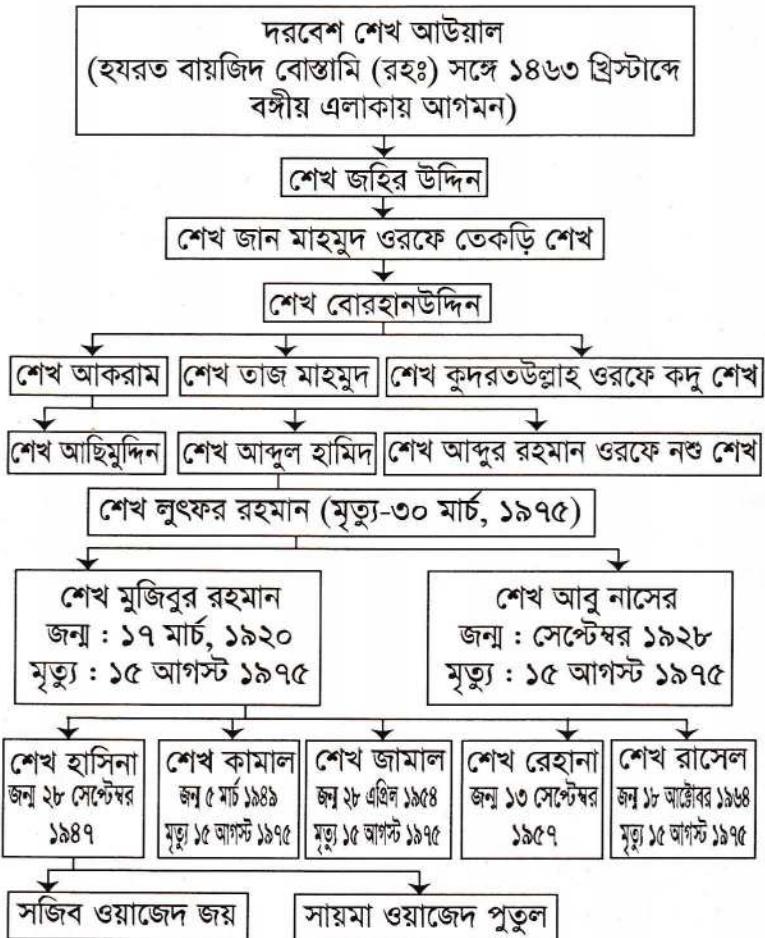 দরবেশ শেখ আউয়াল
(হযরত বায়জিদ বোস্তামি (রহঃ) সঙ্গে ১৪৬৩ খ্রিস্টাব্দে
বঙ্গীয় এলাকায় আগমন)
শেখ জহির উদ্দিন
শেখ জান মাহমুদ ওরফে তেকড়ি শেখ
শেখ বোরহানউদ্দিন
শেখ আকরাম
শেখ তাজ মাহমুদ
শেখ কুদরতউল্লাহ ওরফে কদু শেখ
শেখ আছিমুদ্দিন
শেখ আব্দুল হামিদ
শেখ আব্দুর রহমান ওরফে নশু শেখ
শেখ লুৎফর রহমান (মৃত্যু-৩০ মার্চ, ১৯৭৫)
শেখ মুজিবুর রহমান
জন্ম : ১৭ মার্চ, ১৯২০
মৃত্যু : ১৫ আগস্ট ১৯৭৫
শেখ আবু নাসের
জন্ম : সেপ্টেম্বর ১৯২৮
মৃত্যু : ১৫ আগস্ট ১৯৭৫
শেখ হাসিনা
জন্ম ২৮ সেপ্টেম্বর
১৯৪৭
শেখ কামাল
জন্ম ৫ মার্চ ১৯৪৯
মৃত্যু ১৫ আগস্ট ১৯৭৫
শেখ জামাল
জন্ম ২৮ এপ্রিল ১৯৫৪
মৃত্যু ১৫ আগস্ট ১৯৭৫
শেখ রেহানা
জন্ম ১৩ সেপ্টেম্বর
১৯৫৭
শেখ রাসেল
জন্ম ১৮ আক্টোবর ১৯৬৪
মৃত্যু ১৫ আগস্ট ১৯৭৫
সজিব ওয়াজেদ জয়
সায়মা ওয়াজেদ পুতুল